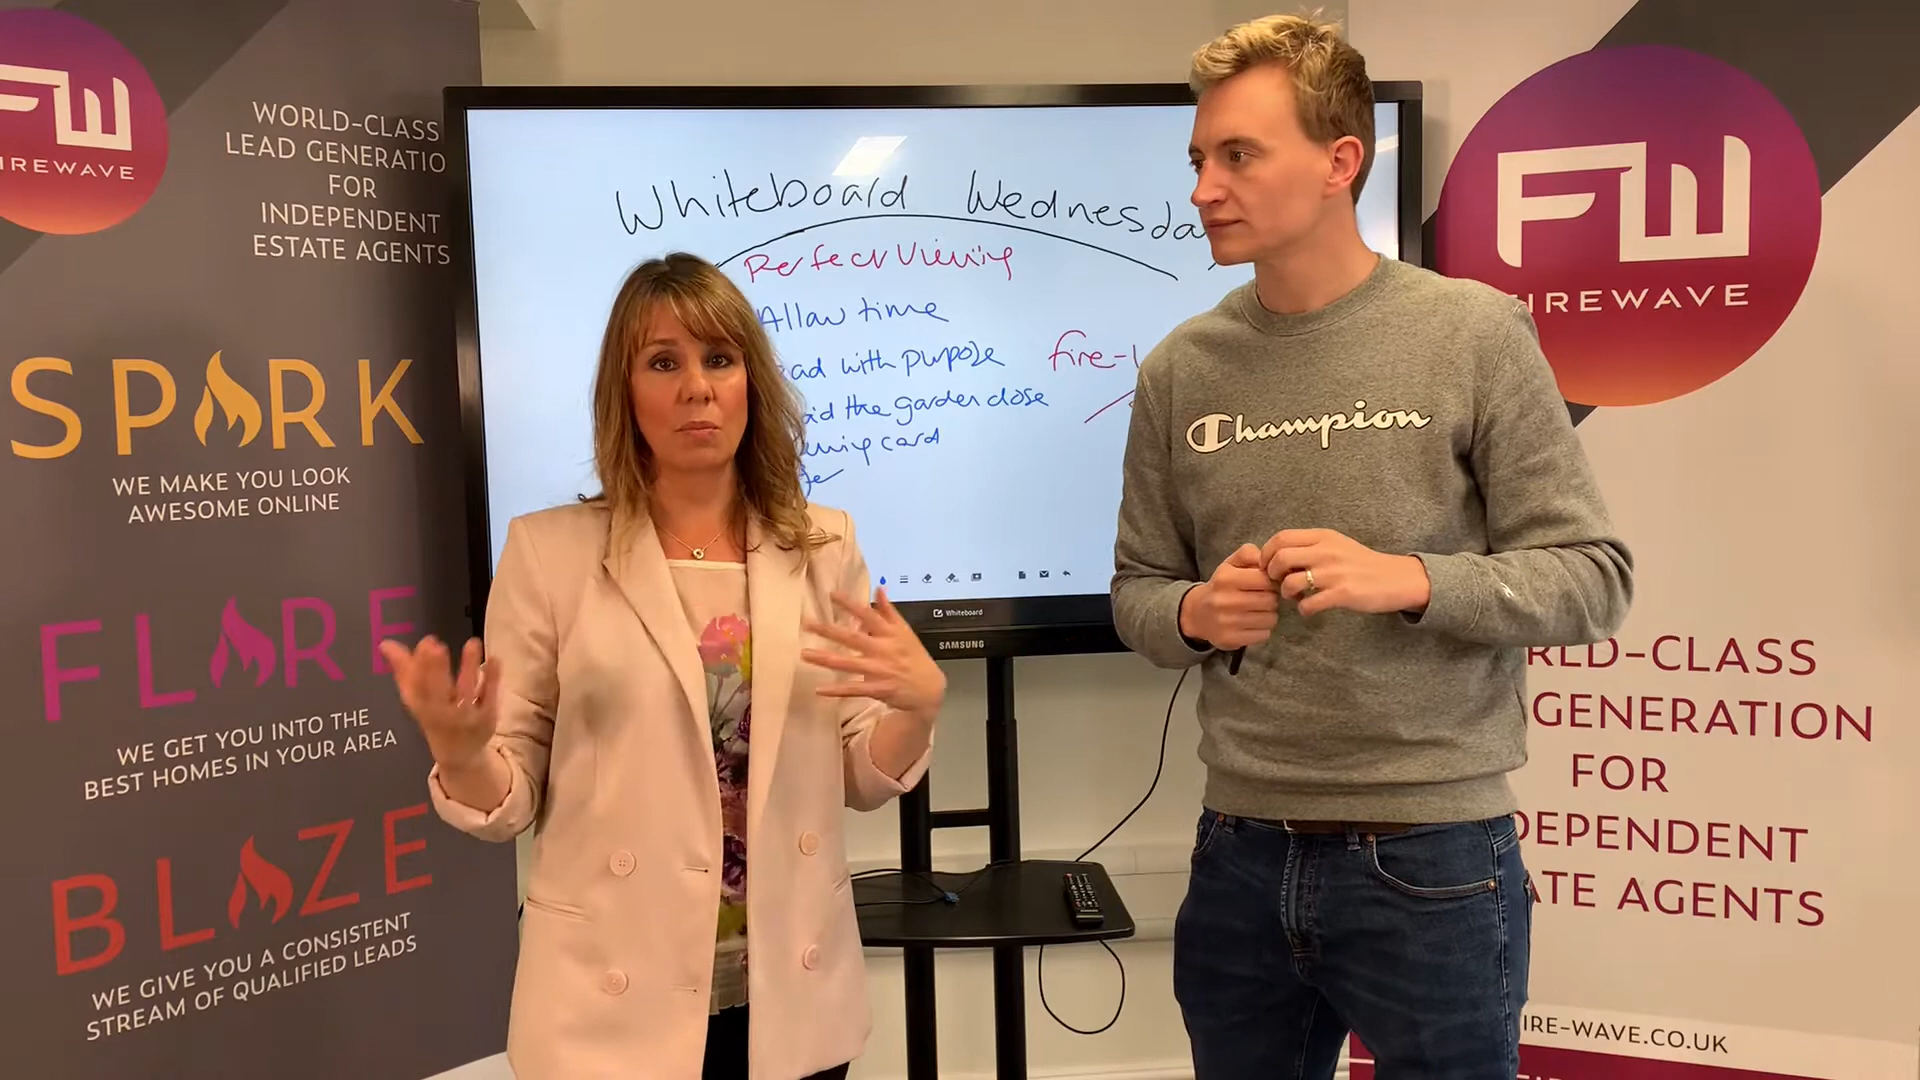 FW
IREWAVE
WORLD-CLASS
LEAD GENERATIO
FOR
INDEPENDENT
ESTATE AGENTS
SPARK
WE MAKE YOU LOOK
AWESOME ONLINE
FLARE
WE GET YOU INTO THE
BEST HOMES IN YOUR AREA
BLAZE
WE GIVE YOU A CONSISTENT
STREAM OF QUALIFIED LEADS
Whiteboard Wednesda
Perfect Viewing
Allow time
ad with purpose
fire-
id the garden close
card
Whiteboard
SAMSUNG
Champion
FW
IREWAVE
RLD-CLASS
GENERATION
FOR
DEPENDENT
ATE AGENTS
IRE-WAVE.CO.UK